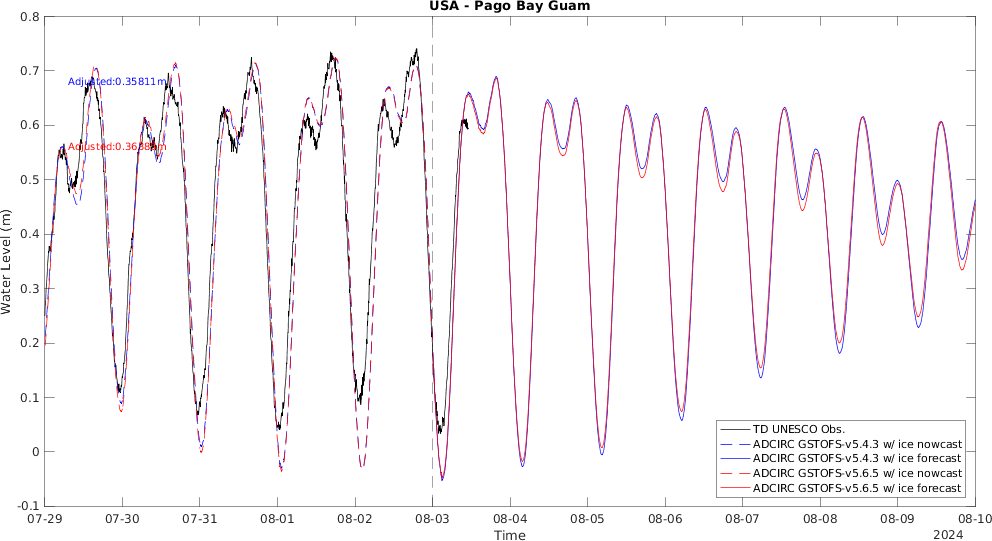 USA - Pago Bay Guam
0.8
0.7
0.6
0.5
0.4
0.3
0.2
0.1
0
-0.1
Water Level (m)
Adjusted:0.35811m
TD UNESCO Obs.
ADCIRC GSTOFS-v5.4.3 w/ ice nowcast
ADCIRC GSTOFS-v5.4.3 w/ ice forecast
ADCIRC GSTOFS-v5.6.5 w/ ice nowcast
ADCIRC GSTOFS-v5.6.5 w/ ice forecast
07-29 07-30 07-31 08-01 08-02 08-03 08-04 08-05 08-06 08-07 08-08 08-09 08-10
Time
2024